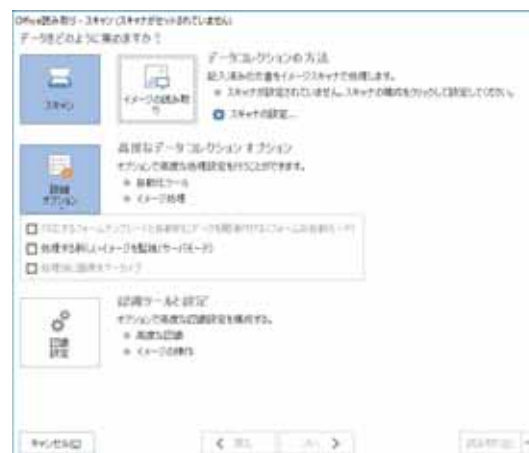 Office読み取り - スキャン (スキャナがセットされていません)
データをどのように集めますか？
スキャン
イメージの読み取り
データコレクションの方法
記入済みの文書をイメージスキャナで処理します。
スキャナが設定されていません。スキャナの構成をクリックして設定してください。
スキャナの設定...
詳細
オプション
高度なデータコレクションオプション
オプションで高度な処理設定を行うことができます。
自動化ツール
イメージ処理
処理する新しいイメージを監視(サーバモード)
認識
設定
認識ツールと設定
オプションで高度な認識設定を構成する。
高度な認識
イメージの操作
キャンセル(C)
戻る
次へ